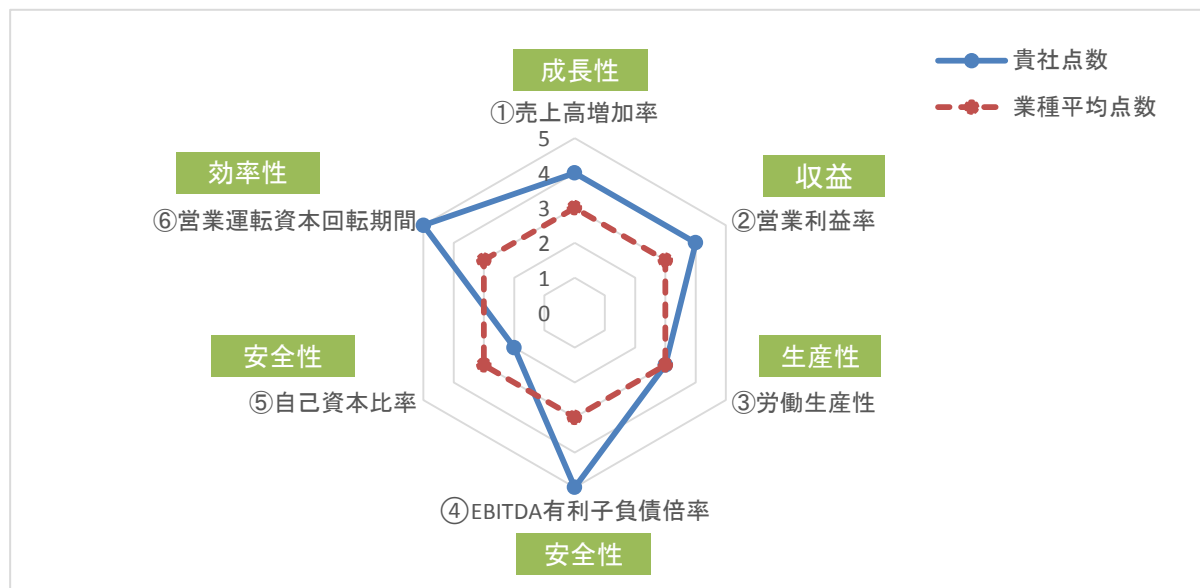 成長性
①売上高増加率
貴社点数
業種平均点数
効率性
⑥営業運転資本回転期間
収益
②営業利益率
5
4
3
2
1
0
安全性
⑤自己資本比率
生産性
③労働生産性
④EBITDA有利子負債倍率
安全性